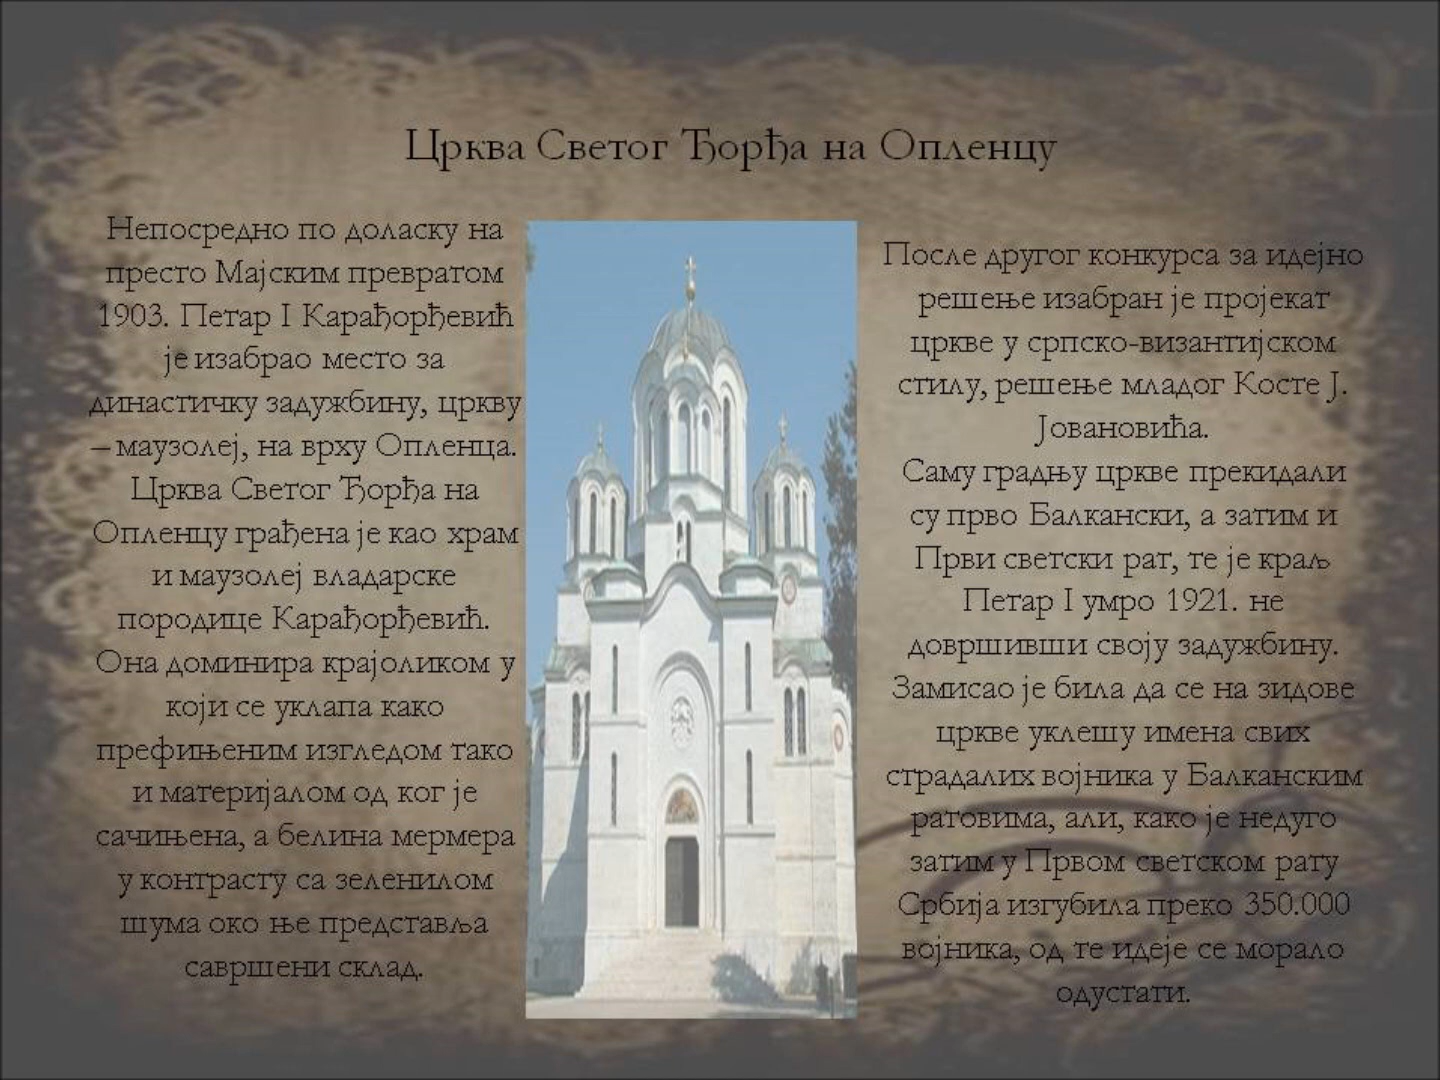 Црква Светог Ђорђа на Опленцу
Непосредно по доласку на
престо Мајским превратом
1903. Петар I Карађорђевић
је изабрао место за
династичку задужбину, цркву
– маузолеј, на врху Опленца.
Црква Светог Ђорђа на
Опленцу грађена је као храм
и маузолеј владарске
породице Карађорђевић.
Она доминира крајоликом у
који се уклапа како
префињеним изгледом тако
и материјалом од ког је
сачињена, а белина мермера
у контрасту са зеленилом
шума око ње представља
савршени склад.
После другог конкурса за идејно
решење изабран је пројекат
цркве у српско-византијском
стилу, решење младог Косте Ј.
Јовановића.
Саму градњу цркве прекидали
су прво Балкански, а затим и
Први светски рат, те је краљ
Петар I умро 1921. не
довршивши своју задужбину.
Замисао је била да се на зидове
цркве уклешу имена свих
страдалих војника у Балканским
ратовима, али, како је недуго
затим у Првом светском рату
Србија изгубила преко 350.000
војника, од те идеје се морало
одустати.